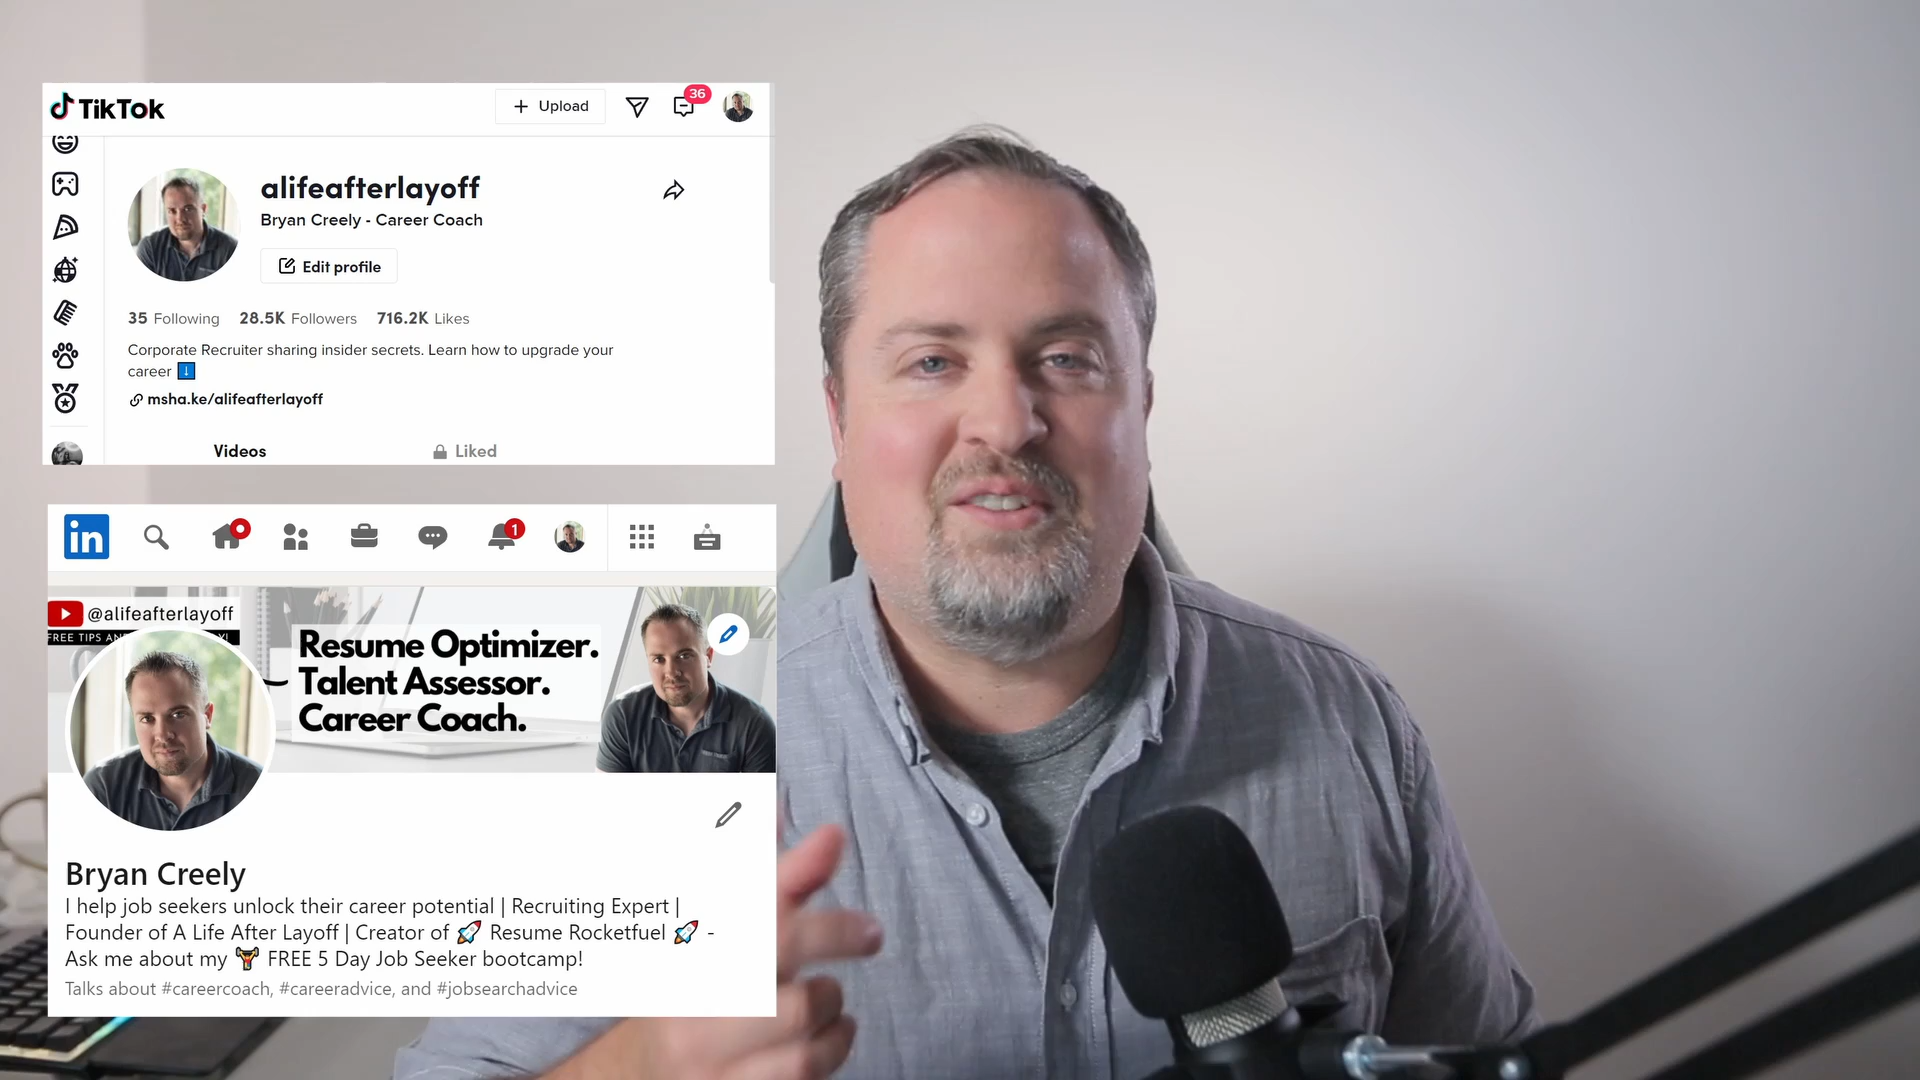 TikTok
+ Upload
36
alifeafterlayoff
Bryan Creely - Career Coach
Edit profile
35 Following 28.5K Followers 716.2K Likes
Corporate Recruiter sharing insider secrets. Learn how to upgrade your
career ⬇️
msha.ke/alifeafterlayoff
Videos Liked
in
1
@alifeafterlayoff
FREE TIPS
Resume Optimizer.
Talent Assessor.
Career Coach.
Bryan Creely
I help job seekers unlock their career potential | Recruiting Expert |
Founder of A Life After Layoff | Creator of 🚀 Resume Rocketfuel 🚀 -
Ask me about my 🏋️ FREE 5 Day Job Seeker bootcamp!
Talks about #careercoach, #careeradvice, and #jobsearchadvice